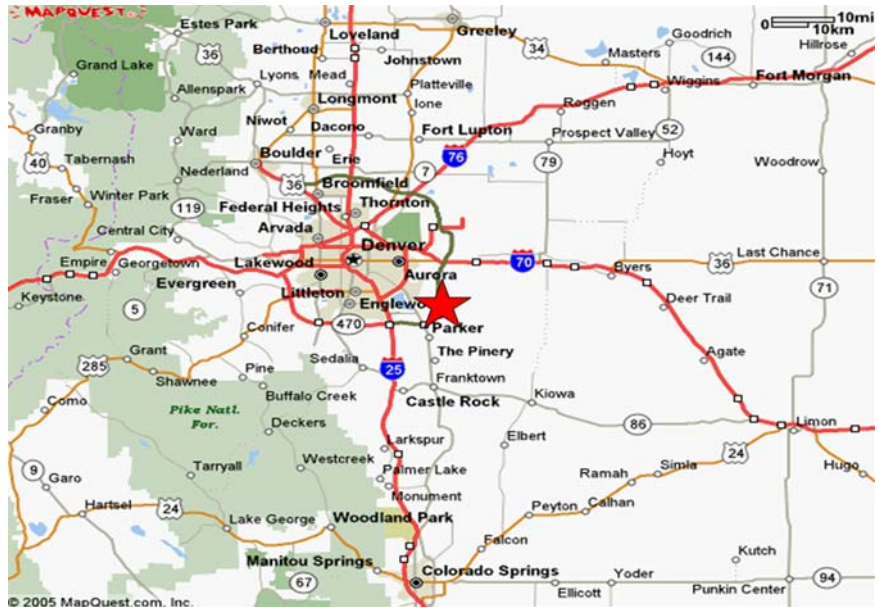 MAPQUEST
Estes Park
36
Loveland
Greeley
34
Goodrich
0 10mi
10km
Berthoud
Johnstown
Masters
144
Hillrose
Grand Lake
Lyons
Mead
Platteville
Wiggins
Fort Morgan
Allenspark
Longmont
Ione
Roggen
Niwot
Dacono
Fort Lupton
Prospect Valley
52
Granby
Ward
Boulder
Erie
76
79
Hoyt
Woodrow
40
Tabernash
Nederland
36
Broomfield
7
Fraser
Winter Park
119
Federal Heights
Thornton
Central City
Arvada
Denver
Empire
Georgetown
Lakewood
Aurora
70
Byers
36
Last Chance
Keystone
Evergreen
Littleton
Englewo
Deer Trail
71
5
Conifer
470
Parker
Grant
Sedalia
The Pinery
Agate
285
Shawnee
Pine
25
Franktown
Como
Buffalo Creek
Castle Rock
Kiowa
Pike Natl.
For.
Deckers
86
Limon
9
Larkspur
Elbert
24
Garo
Tarryall
Westcreek
Palmer Lake
Ramah
Simla
Hugo
Monument
Hartsel
24
Lake George
Woodland Park
Peyton
Calhan
Falcon
Manitou Springs
Kutch
67
Colorado Springs
Ellicott
Yoder
Punkin Center
94
© 2005 MapQuest.com, Inc.